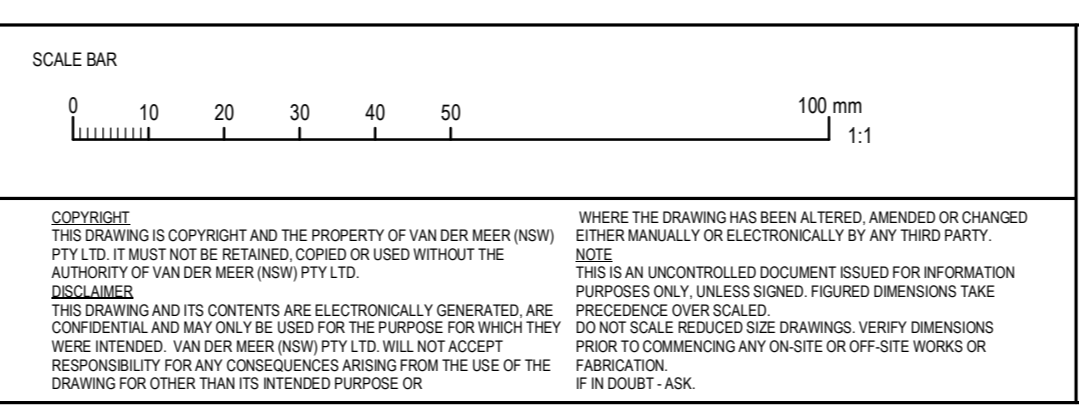 SCALE BAR
0 10 20 30 40 50 100 mm
1:1
COPYRIGHT
THIS DRAWING IS COPYRIGHT AND THE PROPERTY OF VAN DER MEER (NSW)
PTY LTD. IT MUST NOT BE RETAINED, COPIED OR USED WITHOUT THE
AUTHORITY OF VAN DER MEER (NSW) PTY LTD.
DISCLAIMER
THIS DRAWING AND ITS CONTENTS ARE ELECTRONICALLY GENERATED, ARE
CONFIDENTIAL AND MAY ONLY BE USED FOR THE PURPOSE FOR WHICH THEY
WERE INTENDED. VAN DER MEER (NSW) PTY LTD. WILL NOT ACCEPT
RESPONSIBILITY FOR ANY CONSEQUENCES ARISING FROM THE USE OF THE
DRAWING FOR OTHER THAN ITS INTENDED PURPOSE OR
WHERE THE DRAWING HAS BEEN ALTERED, AMENDED OR CHANGED
EITHER MANUALLY OR ELECTRONICALLY BY ANY THIRD PARTY.
NOTE
THIS IS AN UNCONTROLLED DOCUMENT ISSUED FOR INFORMATION
PURPOSES ONLY, UNLESS SIGNED. FIGURED DIMENSIONS TAKE
PRECEDENCE OVER SCALED.
DO NOT SCALE REDUCED SIZE DRAWINGS. VERIFY DIMENSIONS
PRIOR TO COMMENCING ANY ON-SITE OR OFF-SITE WORKS OR
FABRICATION.
IF IN DOUBT - ASK.